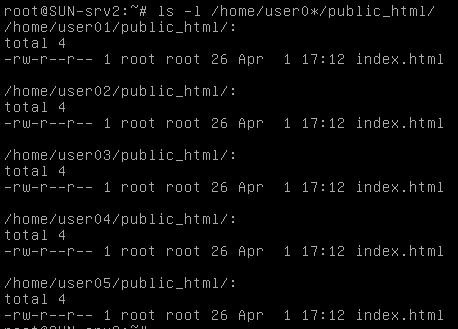 root@SUN-srv2:~# ls -l /home/user0*/public_html/
/home/user01/public_html/:
total 4
-rw-r--r-- 1 root root 26 Apr  1 17:12 index.html

/home/user02/public_html/:
total 4
-rw-r--r-- 1 root root 26 Apr  1 17:12 index.html

/home/user03/public_html/:
total 4
-rw-r--r-- 1 root root 26 Apr  1 17:12 index.html

/home/user04/public_html/:
total 4
-rw-r--r-- 1 root root 26 Apr  1 17:12 index.html

/home/user05/public_html/:
total 4
-rw-r--r-- 1 root root 26 Apr  1 17:12 index.html
root@SUN-srv2:~#